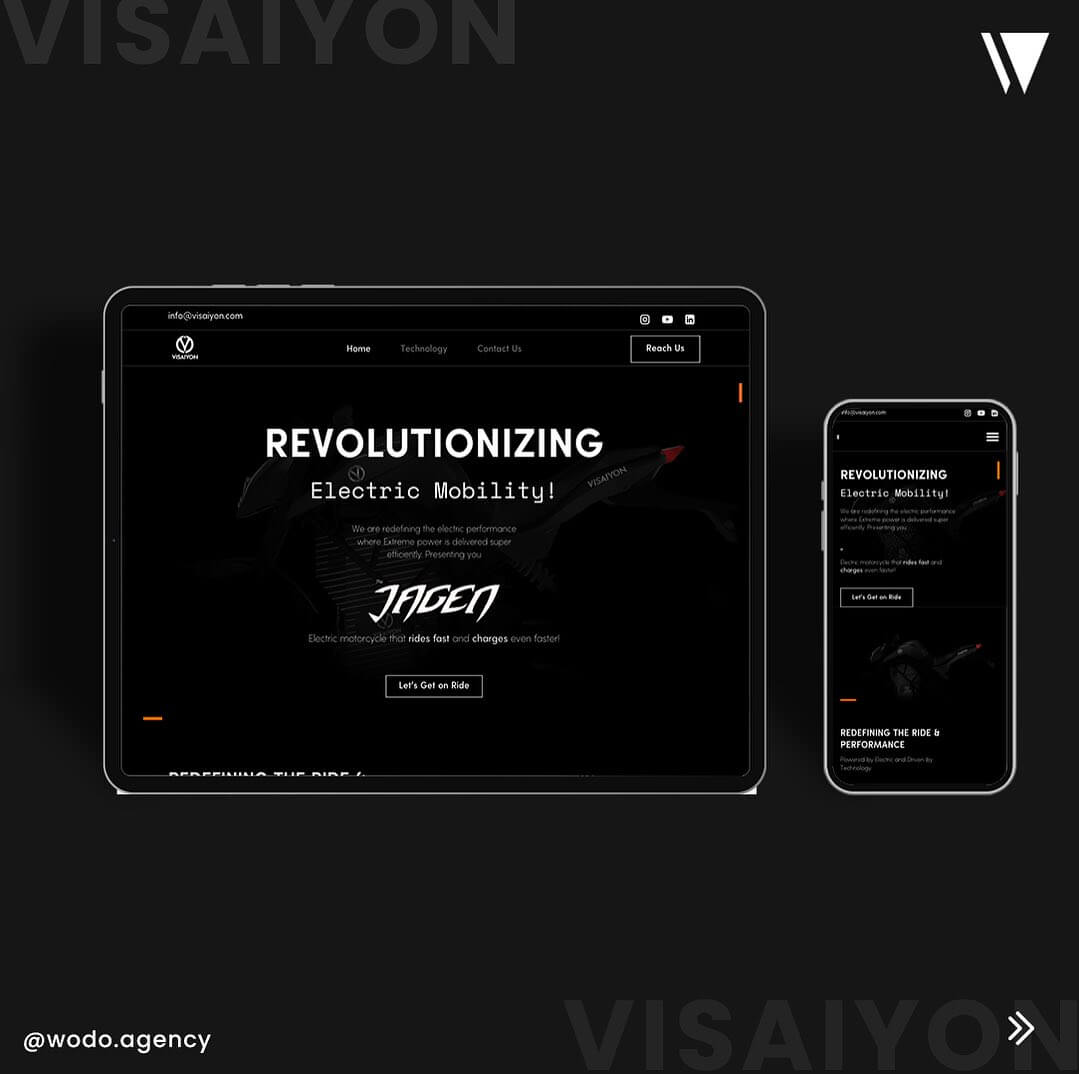 VISAIYON
info@visaiyon.com
VISAIYON
Home
Technology
Contact Us
Reach Us
REVOLUTIONIZING
Electric Mobility!
VISAIYON
We are redefining the electric performance
where Extreme power is delivered super
efficiently. Presenting you
The
JAGEN
Electric motorcycle that rides fast and charges even faster!
Let's Get on Ride
REDEFINING THE RIDE &
info@visaiyon.com
REVOLUTIONIZING
Electric Mobility!
We are redefining the electric performance
where Extreme power is delivered super
efficiently. Presenting you
Electric motorcycle that rides fast and
charges even faster!
Let's Get on Ride
REDEFINING THE RIDE &
PERFORMANCE
Powered by Electric and Driven By
Technology
@wodo.agency
VISAIYON